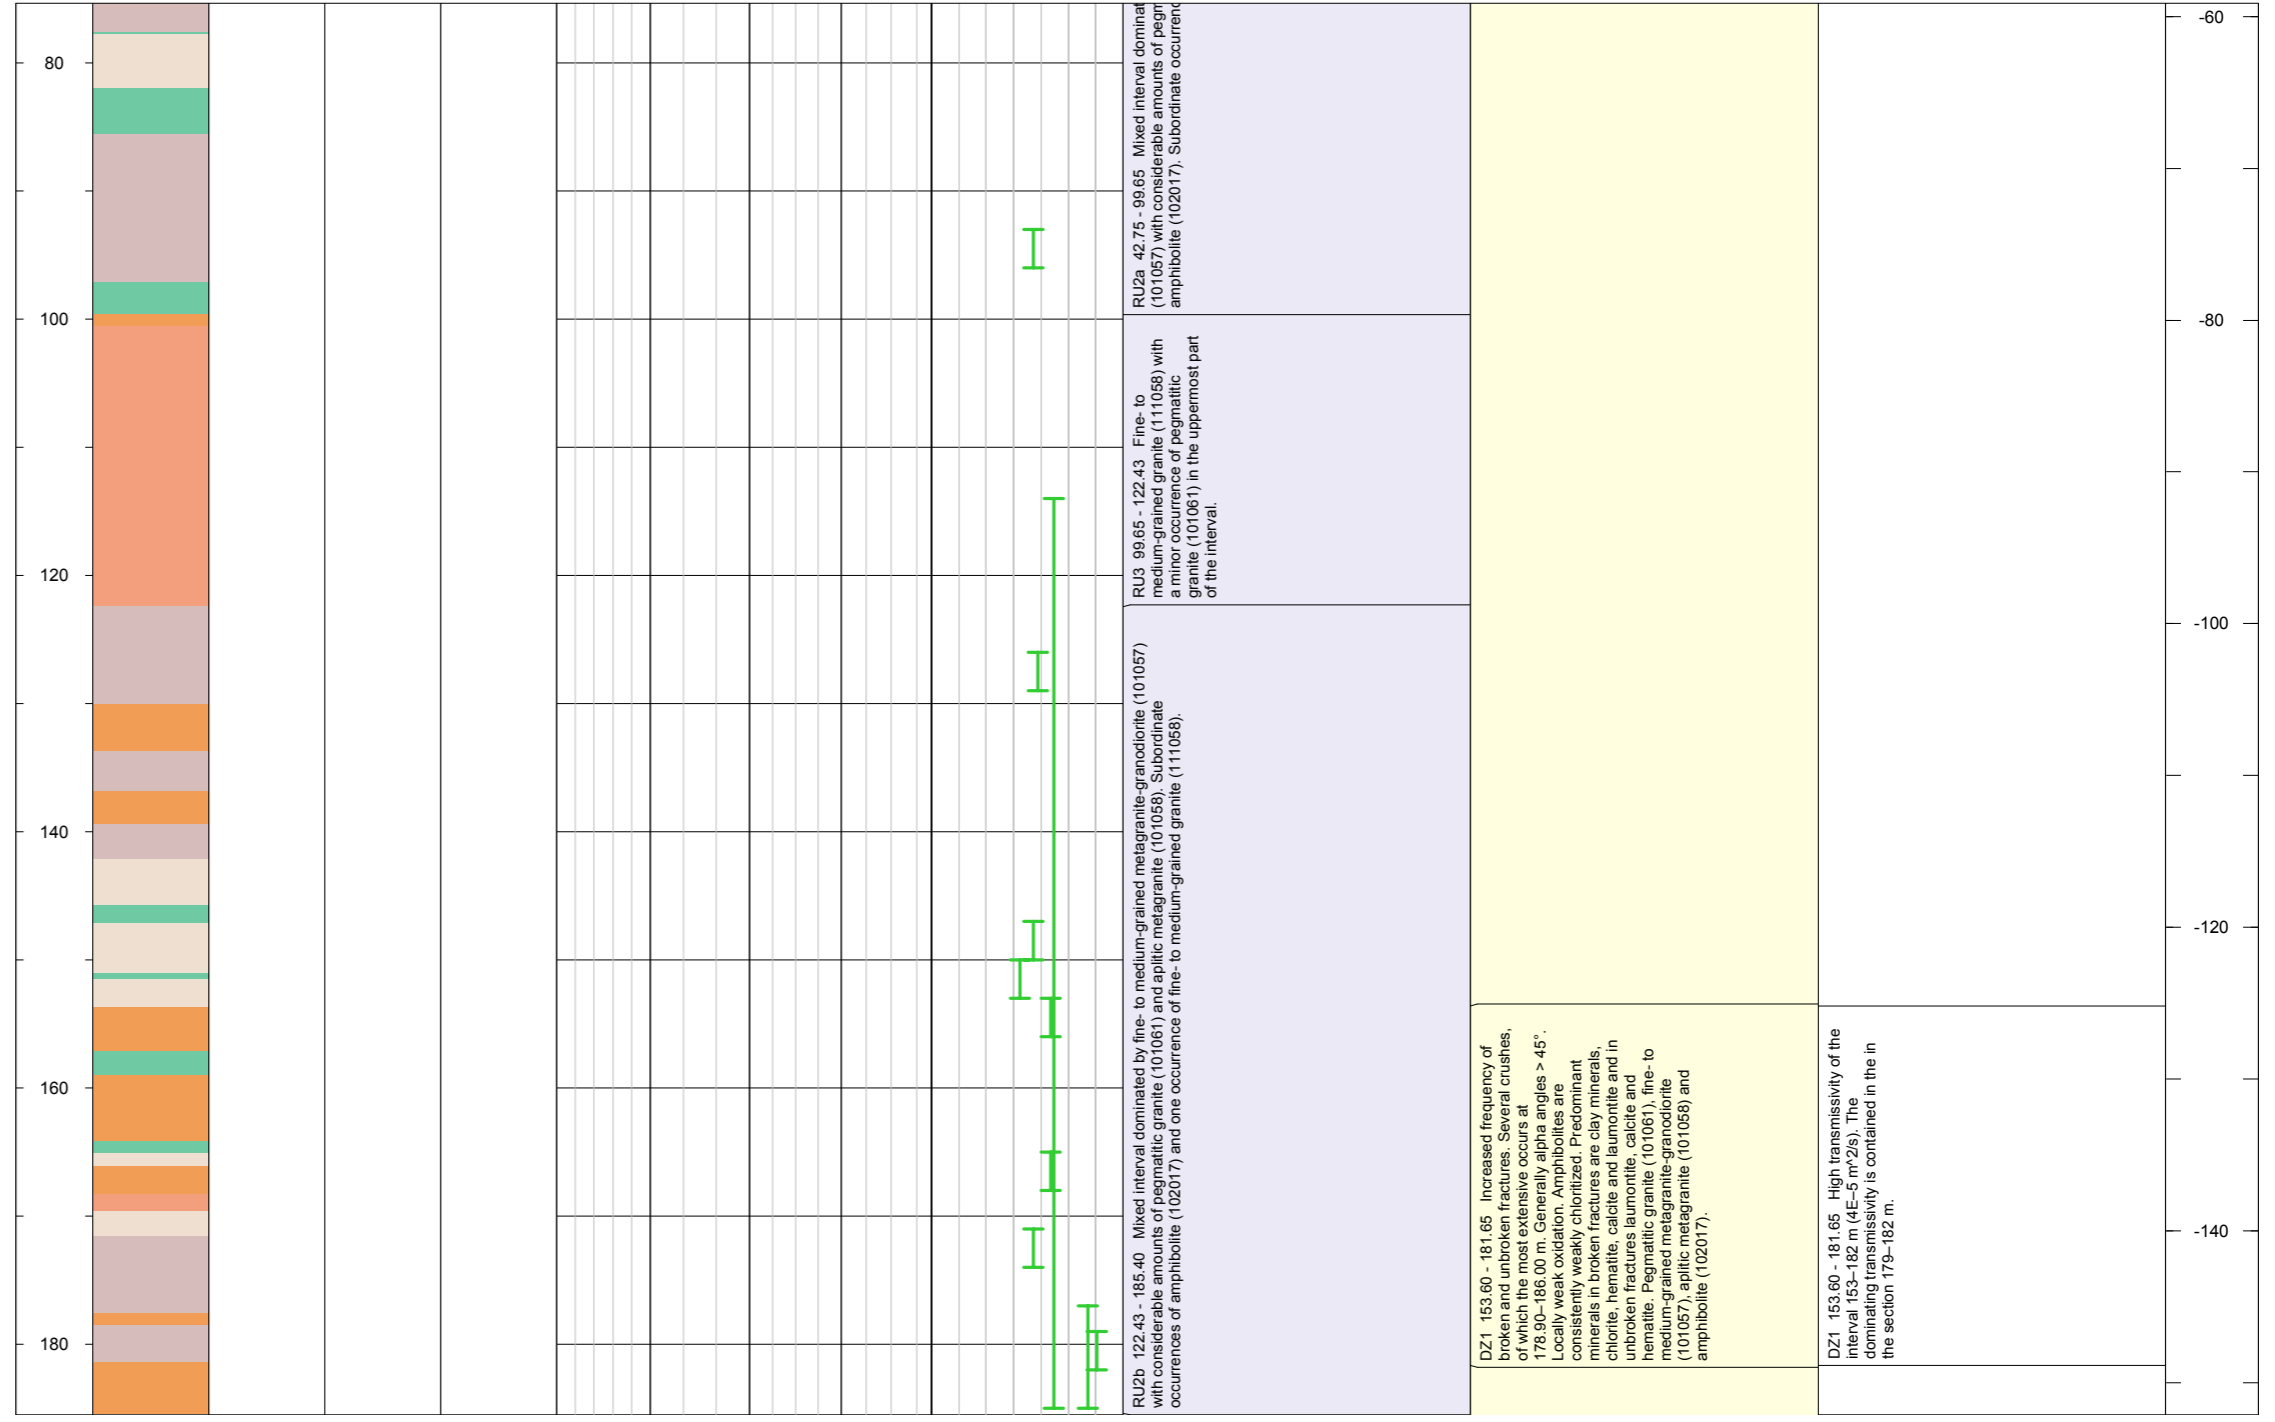 80
100
120
140
160
180
RU2a 42.75 - 99.65 Mixed interval dominat
(101057) with considerable amounts of pegm
amphibolite (102017). Subordinate occurrenc
RU3 99.65 - 122.43 Fine- to
medium-grained granite (111058) with
a minor occurrence of pegmatitic
granite (101061) in the uppermost part
of the interval.
RU2b 122.43 - 185.40 Mixed interval dominated by fine- to medium-grained metagranite-granodiorite (101057)
with considerable amounts of pegmatitic granite (101061) and aplitic metagranite (101058). Subordinate
occurrences of amphibolite (102017) and one occurrence of fine- to medium-grained granite (111058).
DZ1 153.60 - 181.65 Increased frequency of
broken and unbroken fractures. Several crushes,
of which the most extensive occurs at
178.90–186.00 m. Generally alpha angles > 45°.
Locally weak oxidation. Amphibolites are
consistently weakly chloritized. Predominant
minerals in broken fractures are clay minerals,
chlorite, hematite, calcite and laumontite and in
unbroken fractures laumontite, calcite and
hematite. Pegmatitic granite (101061), fine- to
medium-grained metagranite-granodiorite
(101057), aplitic metagranite (101058) and
amphibolite (102017).
DZ1 153.60 - 181.65 High transmissivity of the
interval 153–182 m (4E–5 m^2/s). The
dominating transmissivity is contained in the in
the section 179–182 m.
-60
-80
-100
-120
-140